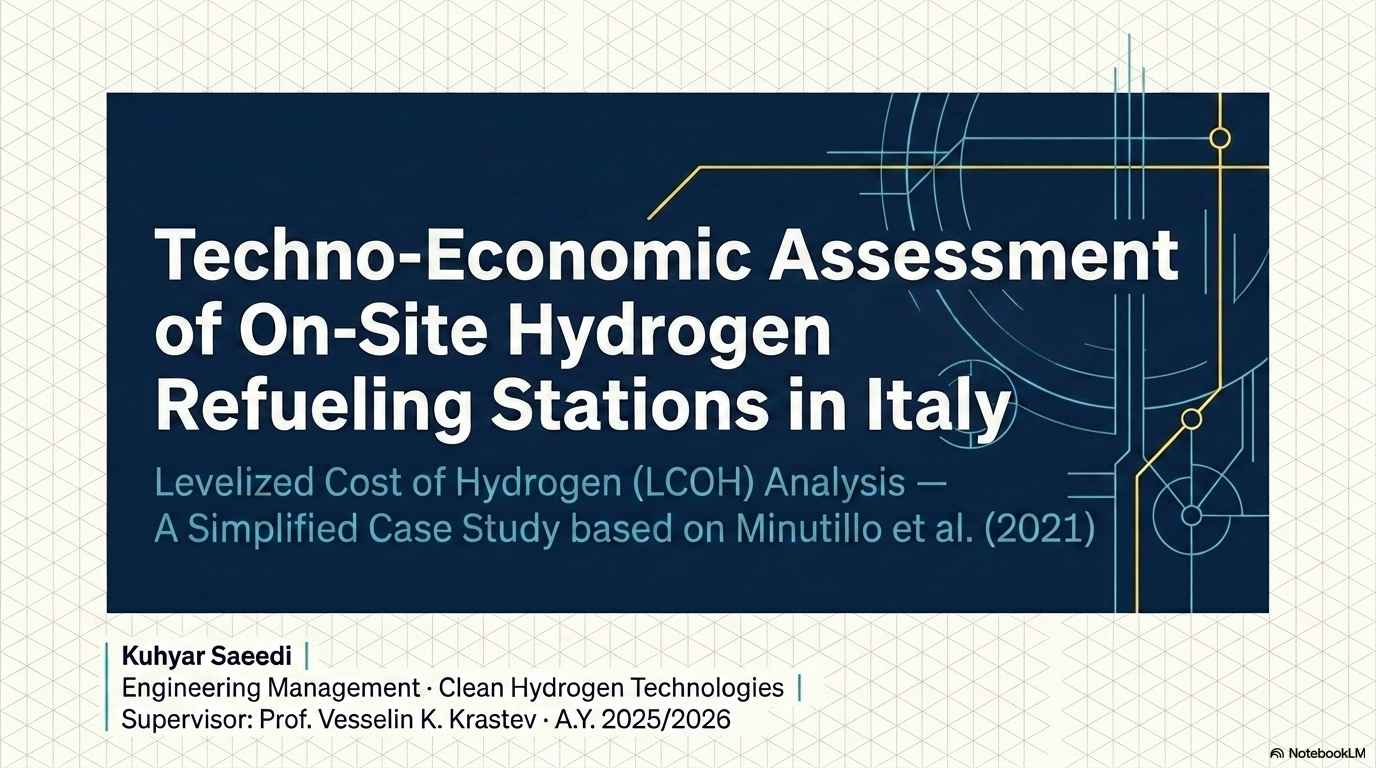 Techno-Economic Assessment
of On-Site Hydrogen
Refueling Stations in Italy
Levelized Cost of Hydrogen (LCOH) Analysis —
A Simplified Case Study based on Minutillo et al. (2021)
Kuhyar Saeedi
Engineering Management · Clean Hydrogen Technologies
Supervisor: Prof. Vesselin K. Krastev · A.Y. 2025/2026
NotebookLM